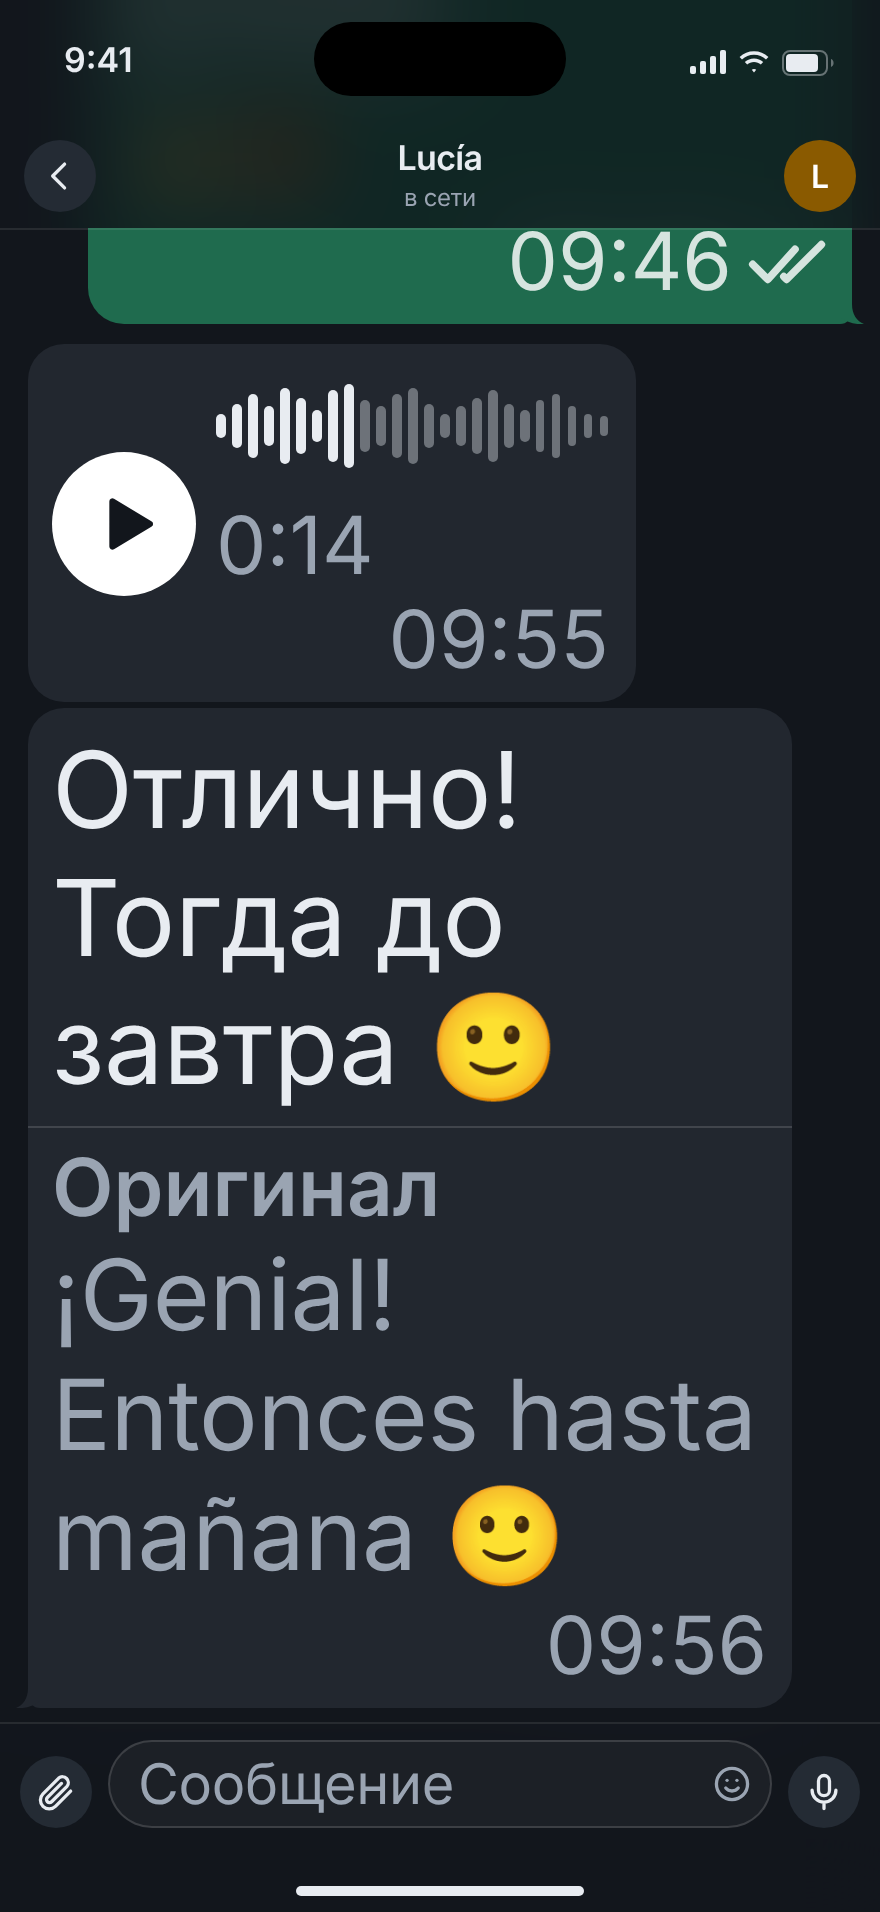 9:41
Lucía
в сети
L
09:46
0:14
09:55
Отлично!
Тогда до
завтра 🙂
Оригинал
¡Genial!
Entonces hasta
mañana 🙂
09:56
Сообщение